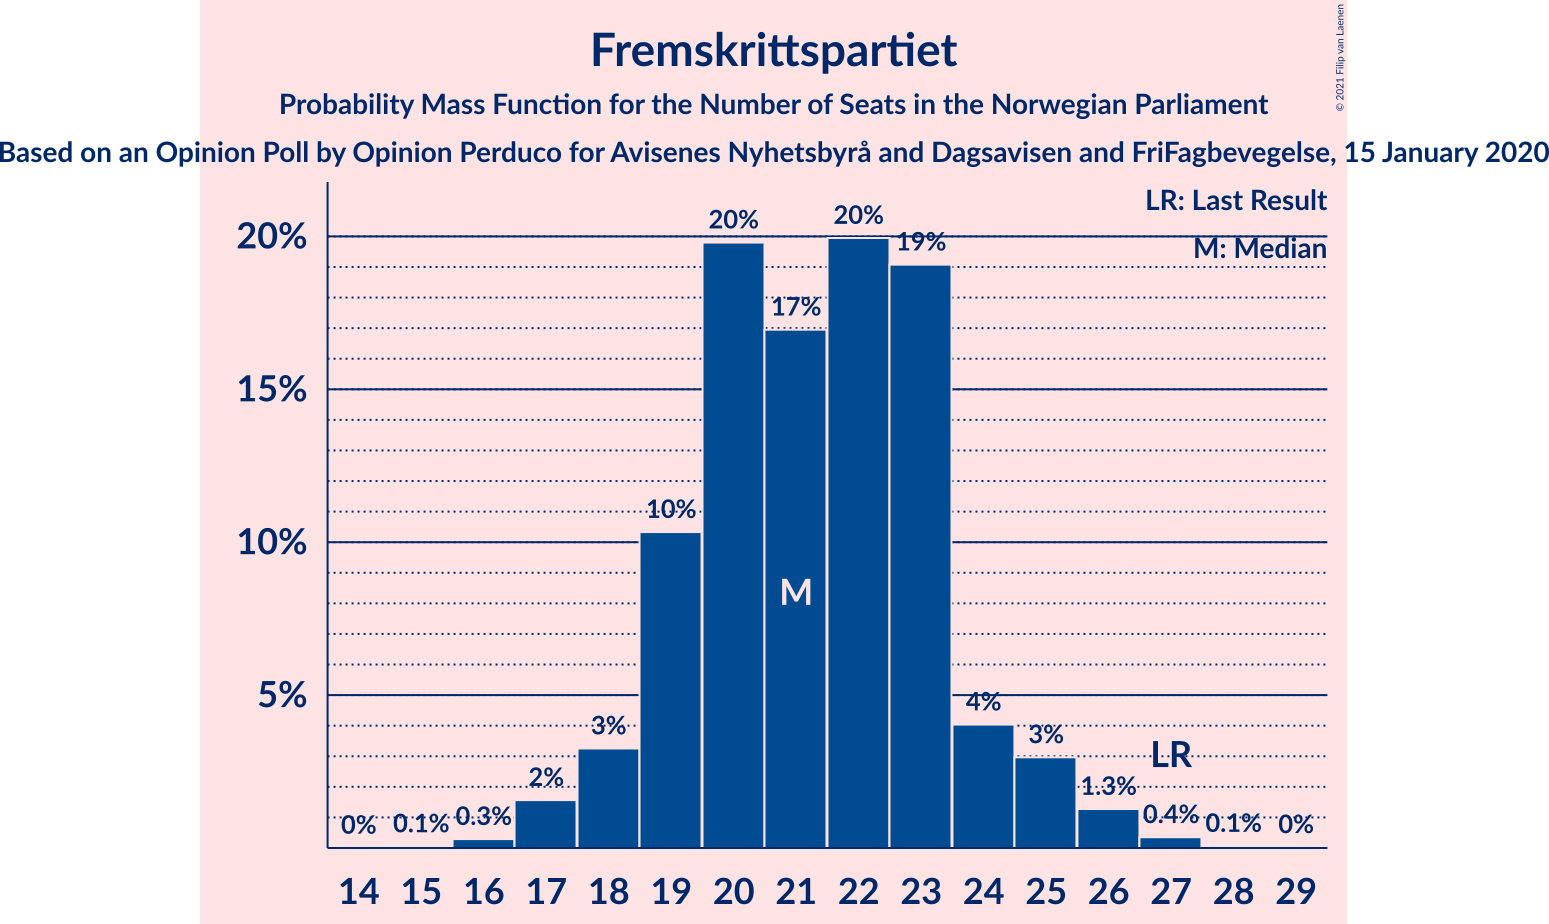 Fremskrittspartiet
Probability Mass Function for the Number of Seats in the Norwegian Parliament
Based on an Opinion Poll by Opinion Perduco for Avisenes Nyhetsbyrå and Dagsavisen and FriFagbevegelse, 15 January 2020
© 2021 Filip van Laenen
LR: Last Result
M: Median
20%
15%
10%
5%
0% 0.1% 0.3% 2% 3% 10% 20% 17% 20% 19% 4% 3% 1.3% 0.4% 0.1% 0%
M
LR
14 15 16 17 18 19 20 21 22 23 24 25 26 27 28 29